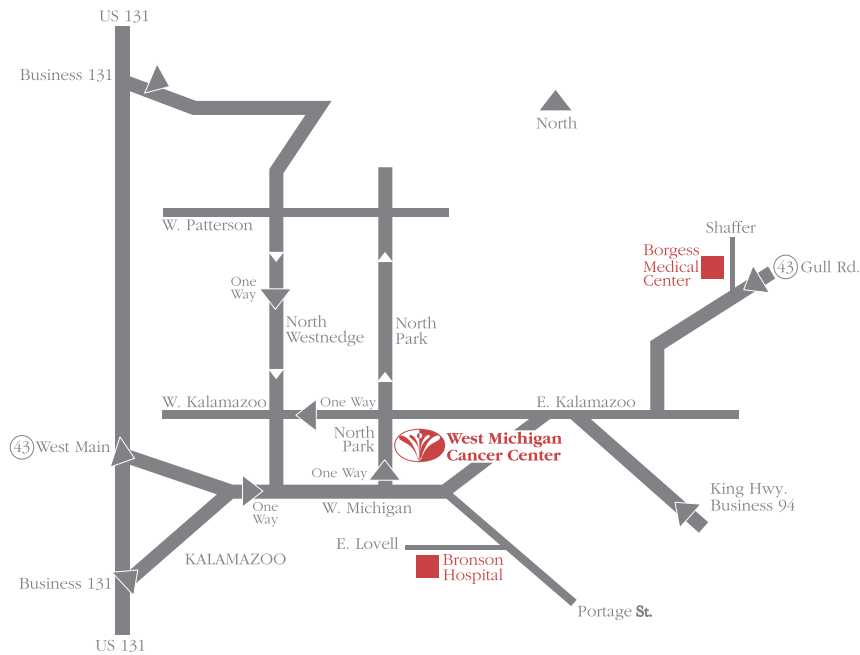 US 131
Business 131
North
W. Patterson
Shaffer
Borgess
Medical
Center
43 Gull Rd.
One
Way
North
Westnedge
North
Park
W. Kalamazoo
One Way
E. Kalamazoo
North
Park
West Michigan
Cancer Center
43 West Main
One Way
King Hwy.
Business 94
One
Way
W. Michigan
E. Lovell
KALAMAZOO
Bronson
Hospital
Business 131
Portage St.
US 131